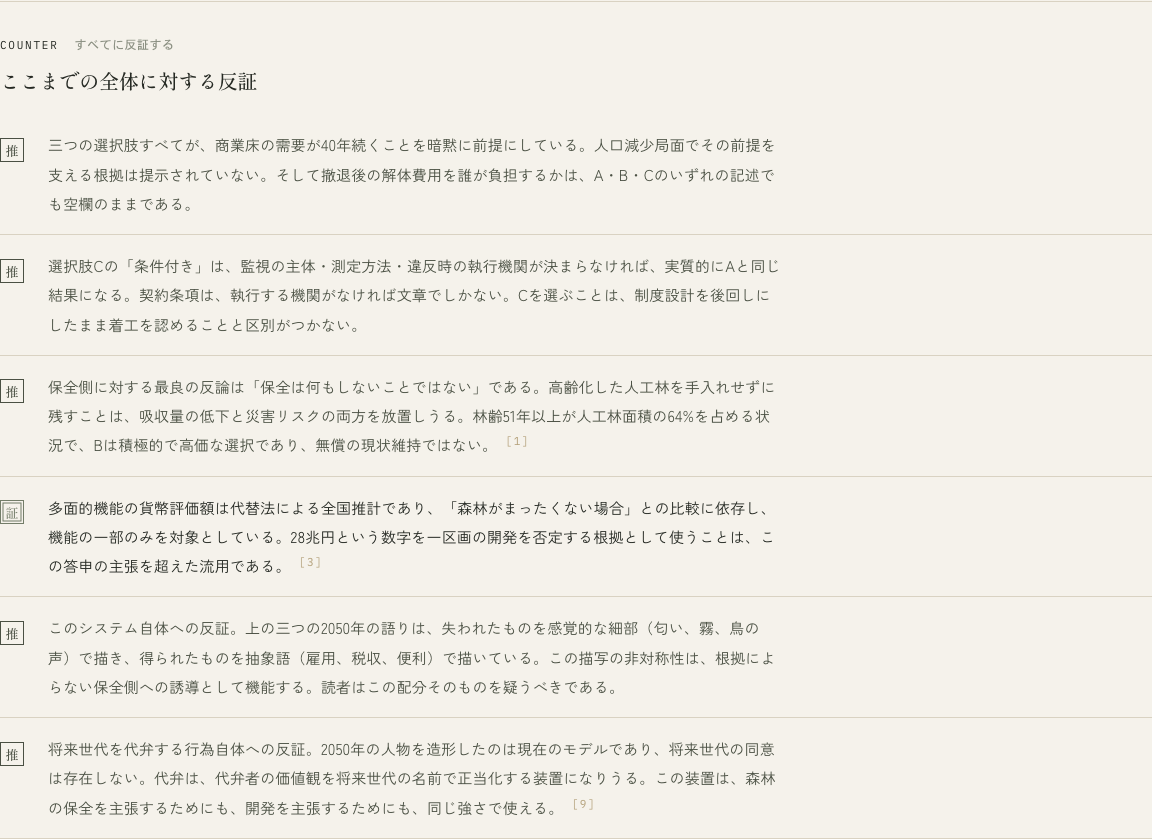 COUNTER すべてに反証する
ここまでの全体に対する反証
推
三つの選択肢すべてが、商業床の需要が40年続くことを暗黙に前提にしている。人口減少局面でその前提を
支える根拠は提示されていない。そして撤退後の解体費用を誰が負担するかは、A・B・Cのいずれの記述で
も空欄のままである。
推
選択肢Cの「条件付き」は、監視の主体・測定方法・違反時の執行機関が決まらなければ、実質的にAと同じ
結果になる。契約条項は、執行する機関がなければ文章でしかない。Cを選ぶことは、制度設計を後回しに
したまま着工を認めることと区別がつかない。
推
保全側に対する最良の反論は「保全は何もしないことではない」である。高齢化した人工林を手入れせずに
残すことは、吸収量の低下と災害リスクの両方を放置しうる。林齢51年以上が人工林面積の64%を占める状
況で、Bは積極的で高価な選択であり、無償の現状維持ではない。 [1]
証
多面的機能の貨幣評価額は代替法による全国推計であり、「森林がまったくない場合」との比較に依存し、
機能の一部のみを対象としている。28兆円という数字を一区画の開発を否定する根拠として使うことは、こ
の答申の主張を超えた流用である。 [3]
推
このシステム自体への反証。上の三つの2050年の語りは、失われたものを感覚的な細部（匂い、霧、鳥の
声）で描き、得られたものを抽象語（雇用、税収、便利）で描いている。この描写の非対称性は、根拠によ
らない保全側への誘導として機能する。読者はこの配分そのものを疑うべきである。
推
将来世代を代弁する行為自体への反証。2050年の人物を造形したのは現在のモデルであり、将来世代の同意
は存在しない。代弁は、代弁者の価値観を将来世代の名前で正当化する装置になりうる。この装置は、森林
の保全を主張するためにも、開発を主張するためにも、同じ強さで使える。 [9]